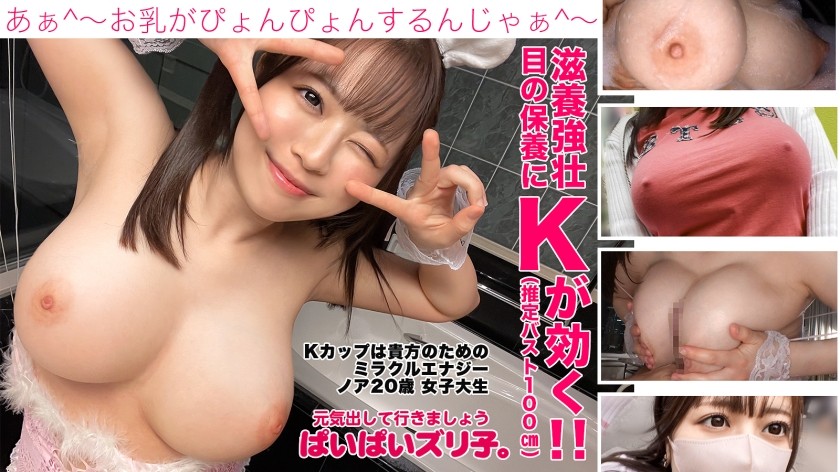 あぁ^～お乳がぴょんぴょんするんじゃぁ^～
滋養強壮
目の保養に
Kが効く!!
(推定バスト100㎝)
Kカップは貴方のための
ミラクルエナジー
ノア20歳 女子大生
元気出して行きましょう
ぱいぱいズリ子。